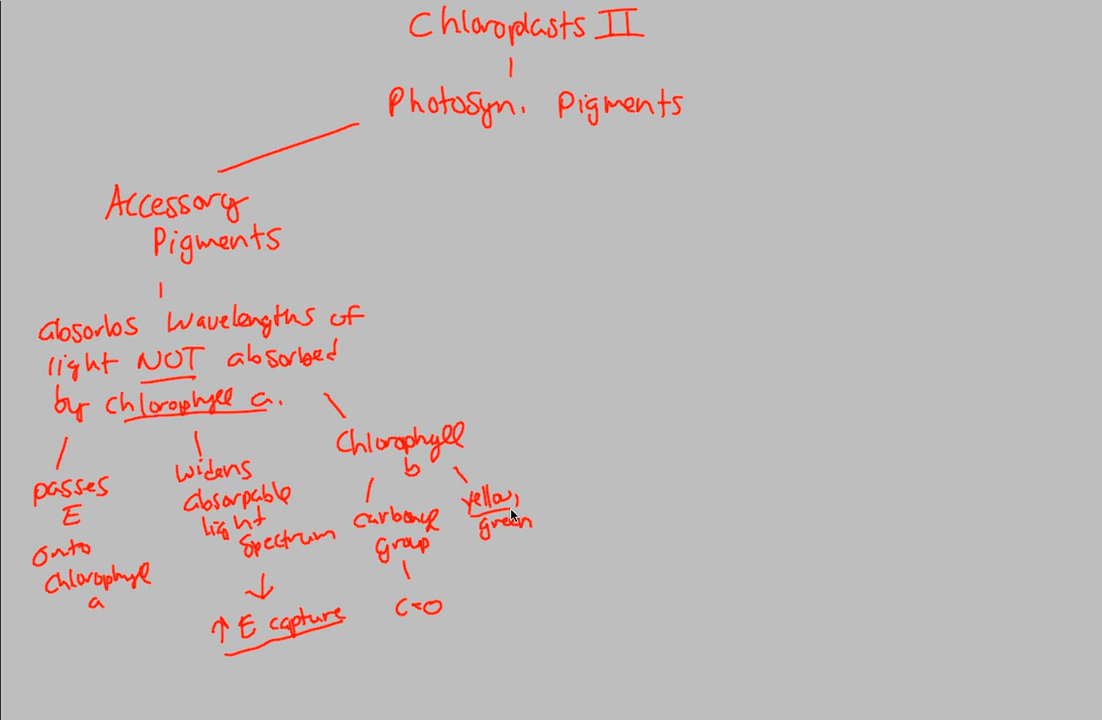 Chloroplasts II
Photosyn. Pigments
Accessory
Pigments
absorbs wavelengths of
light NOT absorbed
by chlorophyll a.
passes
E
onto
chlorophyll
a
widens
absorpable
light
spectrum
↑ E capture
Chlorophyll
b
carbonyl
group
C=O
yellow,
green